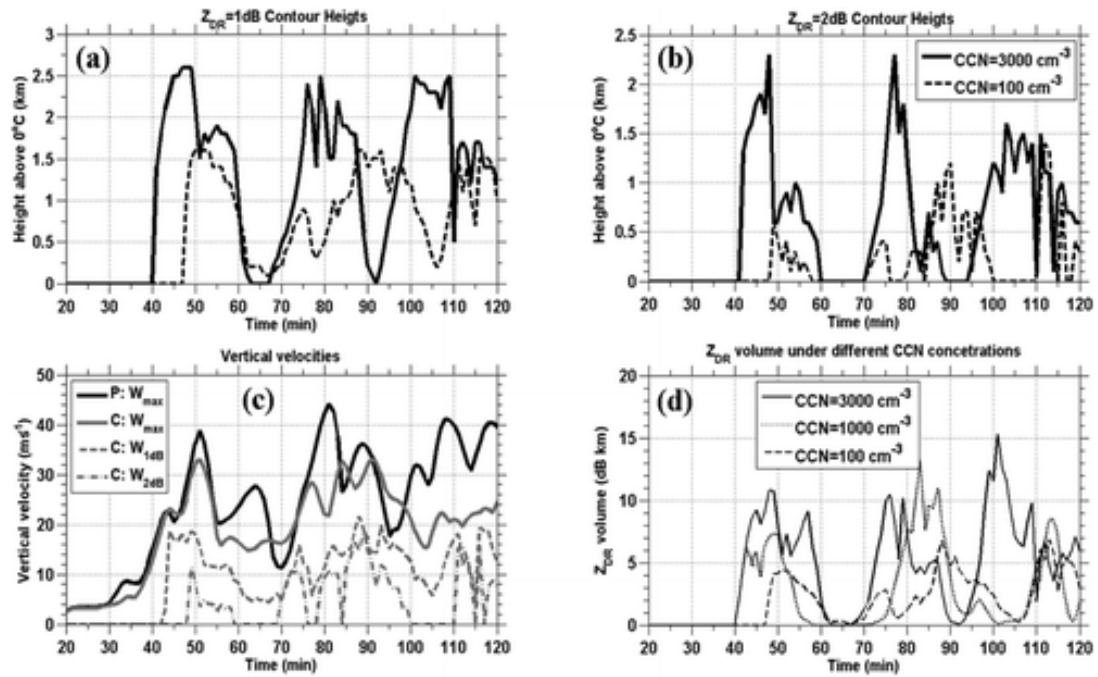 Z_DR=1dB Contour Heigts
(a)
Height above 0°C (km)
3
2.5
2
1.5
1
0.5
0
20 30 40 50 60 70 80 90 100 110 120
Time (min)
Z_DR=2dB Contour Heigts
(b)
CCN=3000 cm⁻³
CCN=100 cm⁻³
Height above 0°C (km)
2.5
2
1.5
1
0.5
0
20 30 40 50 60 70 80 90 100 110 120
Time (min)
Vertical velocities
P: W_max
C: W_max
C: W_1dB
C: W_2dB
(c)
Vertical velocity (ms⁻¹)
50
40
30
20
10
0
20 30 40 50 60 70 80 90 100 110 120
Time (min)
Z_DR volume under different CCN concetrations
CCN=3000 cm⁻³
CCN=1000 cm⁻³
CCN=100 cm⁻³
(d)
Z_DR volume (dB km)
20
15
10
5
0
20 30 40 50 60 70 80 90 100 110 120
Time (min)